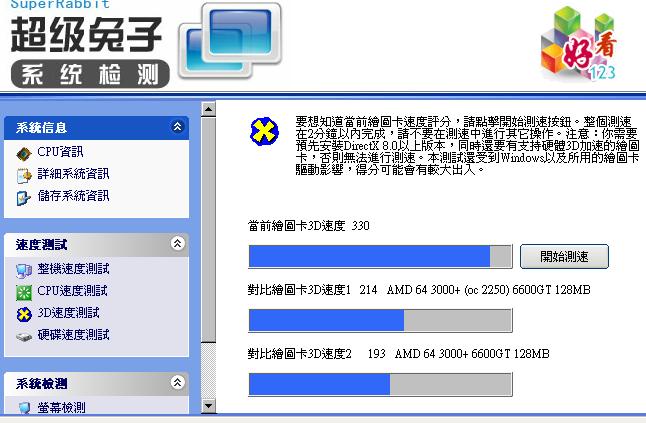 SuperRabbit
超级兔子
系统检测
好看
123
系統信息
CPU資訊
詳細系統資訊
儲存系統資訊
速度測試
整機速度測試
CPU速度測試
3D速度測試
硬碟速度測試
系統檢測
螢幕檢測
要想知道當前繪圖卡速度評分，請點擊開始測速按鈕。整個測速
在2分鐘以內完成，請不要在測速中進行其它操作。注意：你需要
預先安裝DirectX 8.0以上版本，同時還要有支持硬體3D加速的繪圖
卡，否則無法進行測速。本測試還受到Windows以及所用的繪圖卡
驅動影響，得分可能會有較大出入。
當前繪圖卡3D速度 330
開始測速
對比繪圖卡3D速度1 214 AMD 64 3000+ (oc 2250) 6600GT 128MB
對比繪圖卡3D速度2 193 AMD 64 3000+ 6600GT 128MB